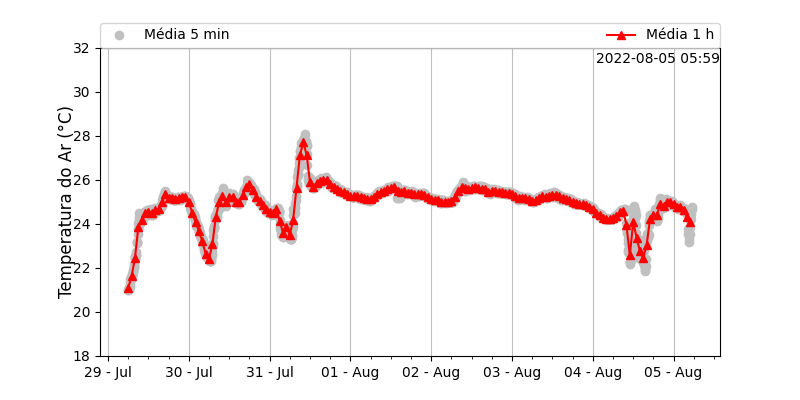 Média 5 min
Média 1 h
2022-08-05 05:59
Temperatura do Ar (°C)
32
30
28
26
24
22
20
18
29 - Jul
30 - Jul
31 - Jul
01 - Aug
02 - Aug
03 - Aug
04 - Aug
05 - Aug